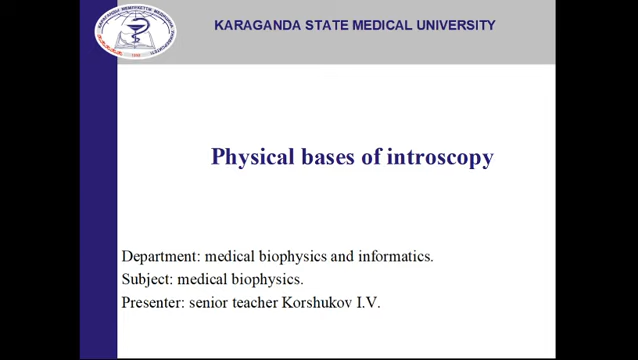 KARAGANDA STATE MEDICAL UNIVERSITY
Physical bases of introscopy
Department: medical biophysics and informatics.
Subject: medical biophysics.
Presenter: senior teacher Korshukov I.V.